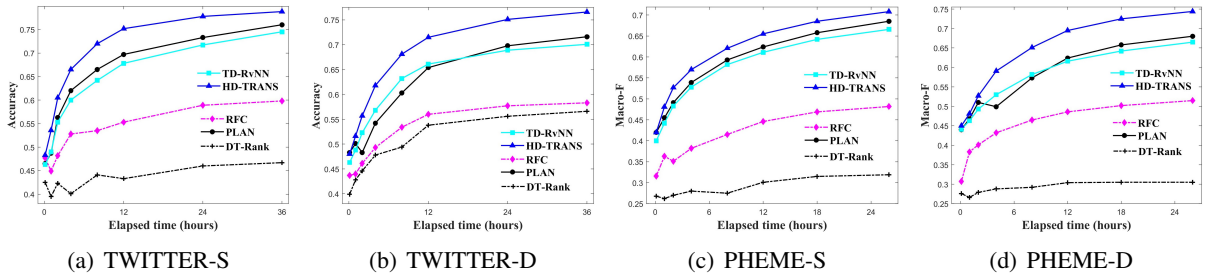 Accuracy
0.75
0.7
0.65
0.6
0.55
0.5
0.45
0.4
0
12
24
36
Elapsed time (hours)
TD-RvNN
HD-TRANS
RFC
PLAN
DT-Rank
(a) TWITTER-S
Accuracy
0.75
0.7
0.65
0.6
0.55
0.5
0.45
0.4
0
12
24
36
Elapsed time (hours)
TD-RvNN
HD-TRANS
RFC
PLAN
DT-Rank
(b) TWITTER-D
Macro-F
0.7
0.65
0.6
0.55
0.5
0.45
0.4
0.35
0.3
0.25
0
6
12
18
24
Elapsed time (hours)
TD-RvNN
HD-TRANS
RFC
PLAN
DT-Rank
(c) PHEME-S
Macro-F
0.75
0.7
0.65
0.6
0.55
0.5
0.45
0.4
0.35
0.3
0.25
0
6
12
18
24
Elapsed time (hours)
TD-RvNN
HD-TRANS
RFC
PLAN
DT-Rank
(d) PHEME-D